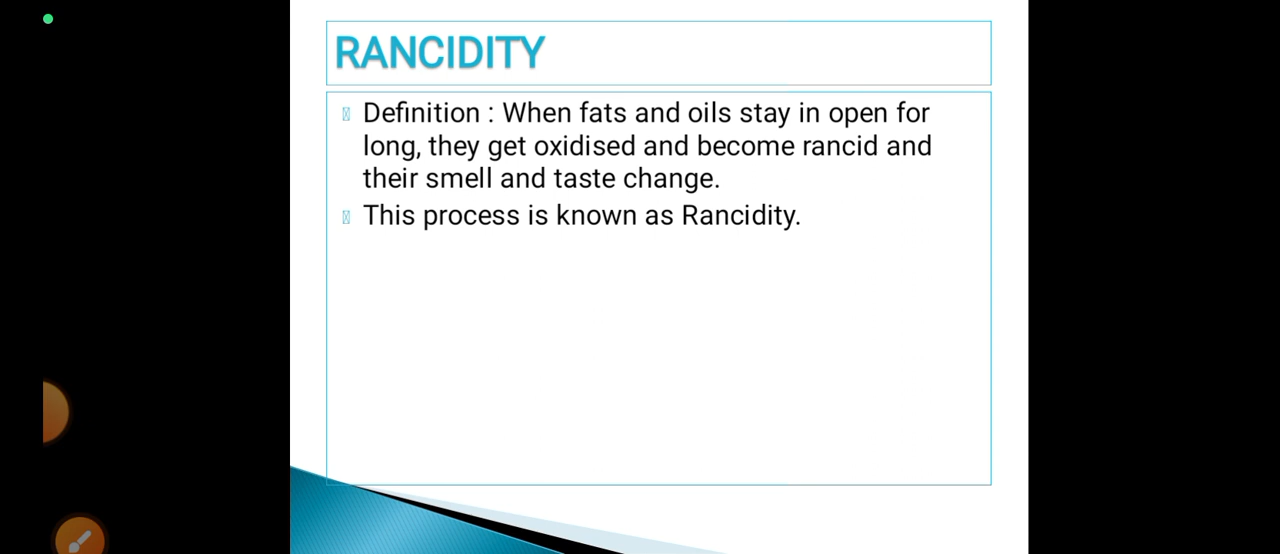 RANCIDITY
Definition : When fats and oils stay in open for
long, they get oxidised and become rancid and
their smell and taste change.
This process is known as Rancidity.